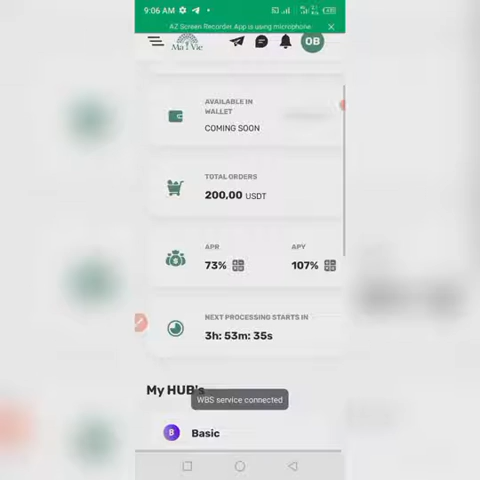 9:06 AM
AZ Screen Recorder App is using microphone
Ma Vie
OB
AVAILABLE IN
WALLET
COMING SOON
TOTAL ORDERS
200,00 USDT
APR
APY
73%
107%
NEXT PROCESSING STARTS IN
3h: 53m: 35s
My HUB's
WBS service connected
B
Basic